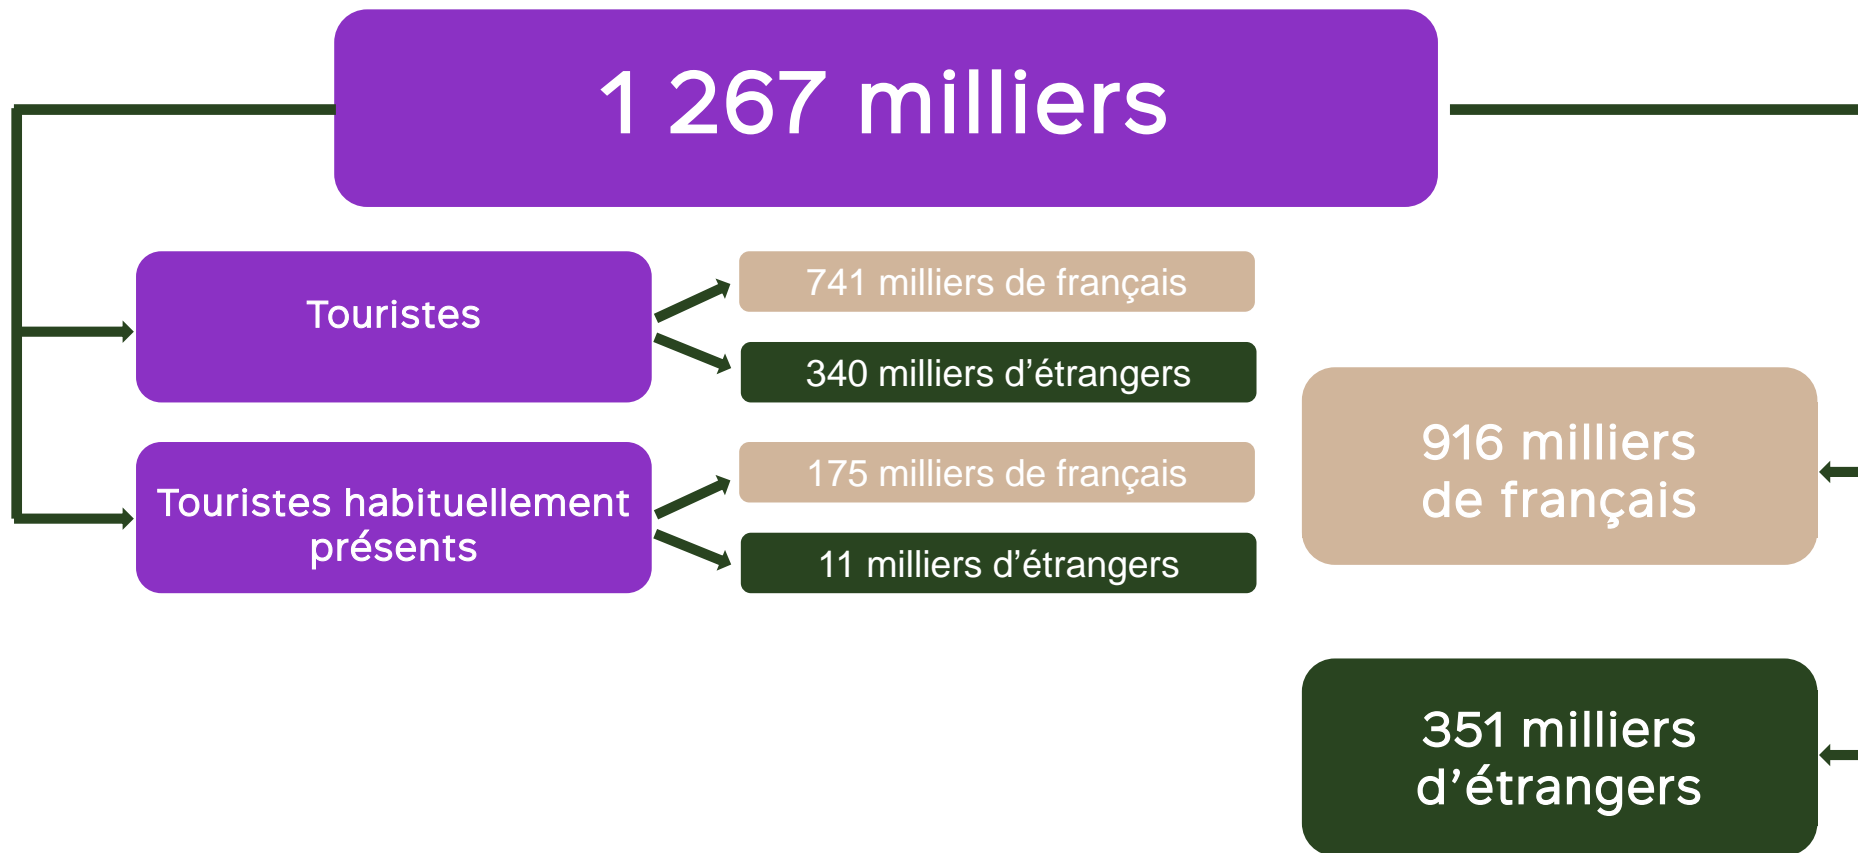 1 267 milliers
Touristes
741 milliers de français
340 milliers d’étrangers
Touristes habituellement
présents
175 milliers de français
11 milliers d’étrangers
916 milliers
de français
351 milliers
d’étrangers